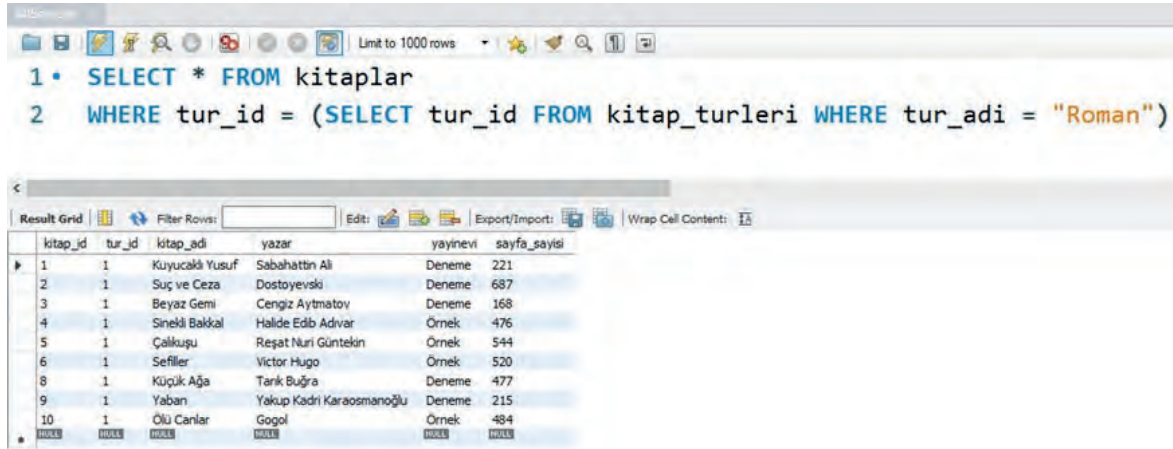 Limit to 1000 rows
1 SELECT * FROM kitaplar
2 WHERE tur_id = (SELECT tur_id FROM kitap_turleri WHERE tur_adi = "Roman")
Result Grid Filter Rows: Edit: Export/Import: Wrap Cell Content: IA
kitap_id tur_id kitap_adi yazar yayinevi sayfa_sayisi
1 1 Kuyucaklı Yusuf Sabahattin Ali Deneme 221
2 1 Suç ve Ceza Dostoyevski Deneme 687
3 1 Beyaz Gemi Cengiz Aytmatov Deneme 168
4 1 Sinekli Bakkal Halide Edib Adıvar Örnek 476
5 1 Çalıkuşu Reşat Nuri Güntekin Örnek 544
6 1 Sefiller Victor Hugo Örnek 520
8 1 Küçük Ağa Tarık Buğra Deneme 477
9 1 Yaban Yakup Kadri Karaosmanoğlu Deneme 215
10 1 Ölü Canlar Gogol Örnek 484
NULL NULL NULL NULL NULL NULL